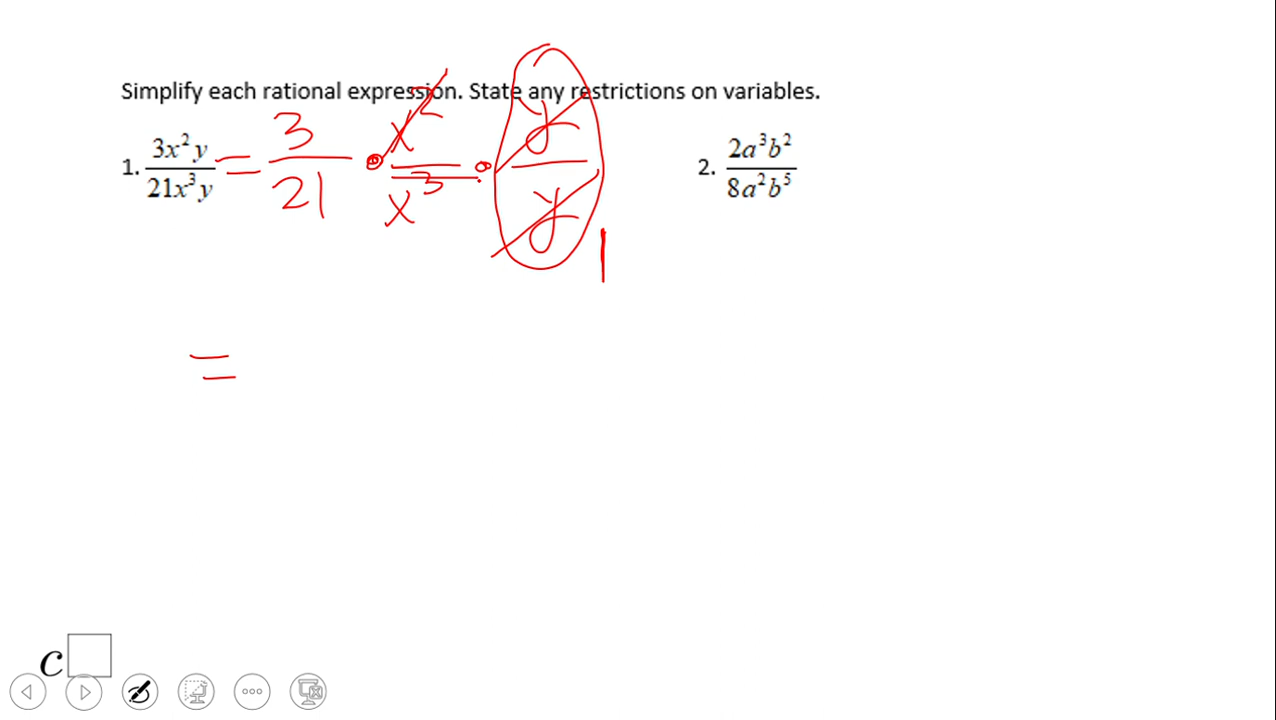 Simplify each rational expression. State any restrictions on variables.
1. 3x²y / 21x³y = 3/21 · x²/x³ · y/y 1
2. 2a³b² / 8a²b⁵
=
c